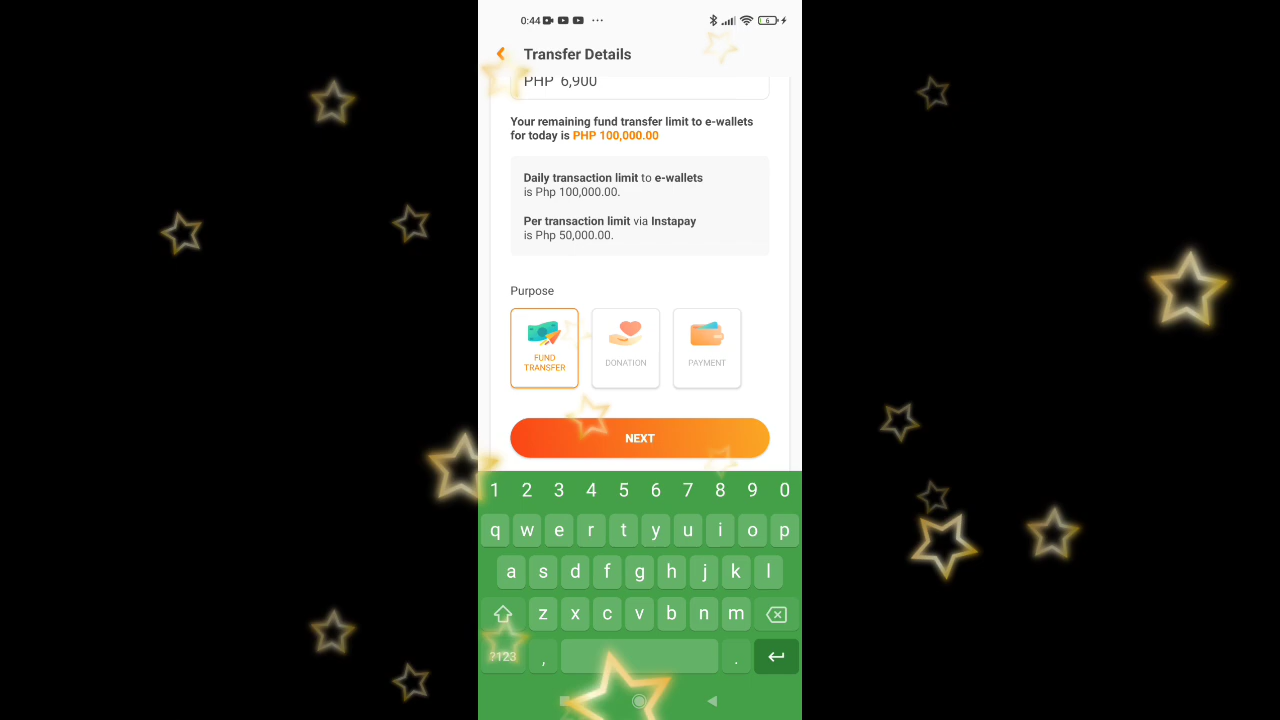 0:44
6
Transfer Details
PHP 6,900
Your remaining fund transfer limit to e-wallets
for today is PHP 100,000.00
Daily transaction limit to e-wallets
is Php 100,000.00.
Per transaction limit via Instapay
is Php 50,000.00.
Purpose
FUND
TRANSFER
DONATION
PAYMENT
NEXT
1 2 3 4 5 6 7 8 9 0
q w e r t y u i o p
a s d f g h j k l
z x c v b n m
?123 , .